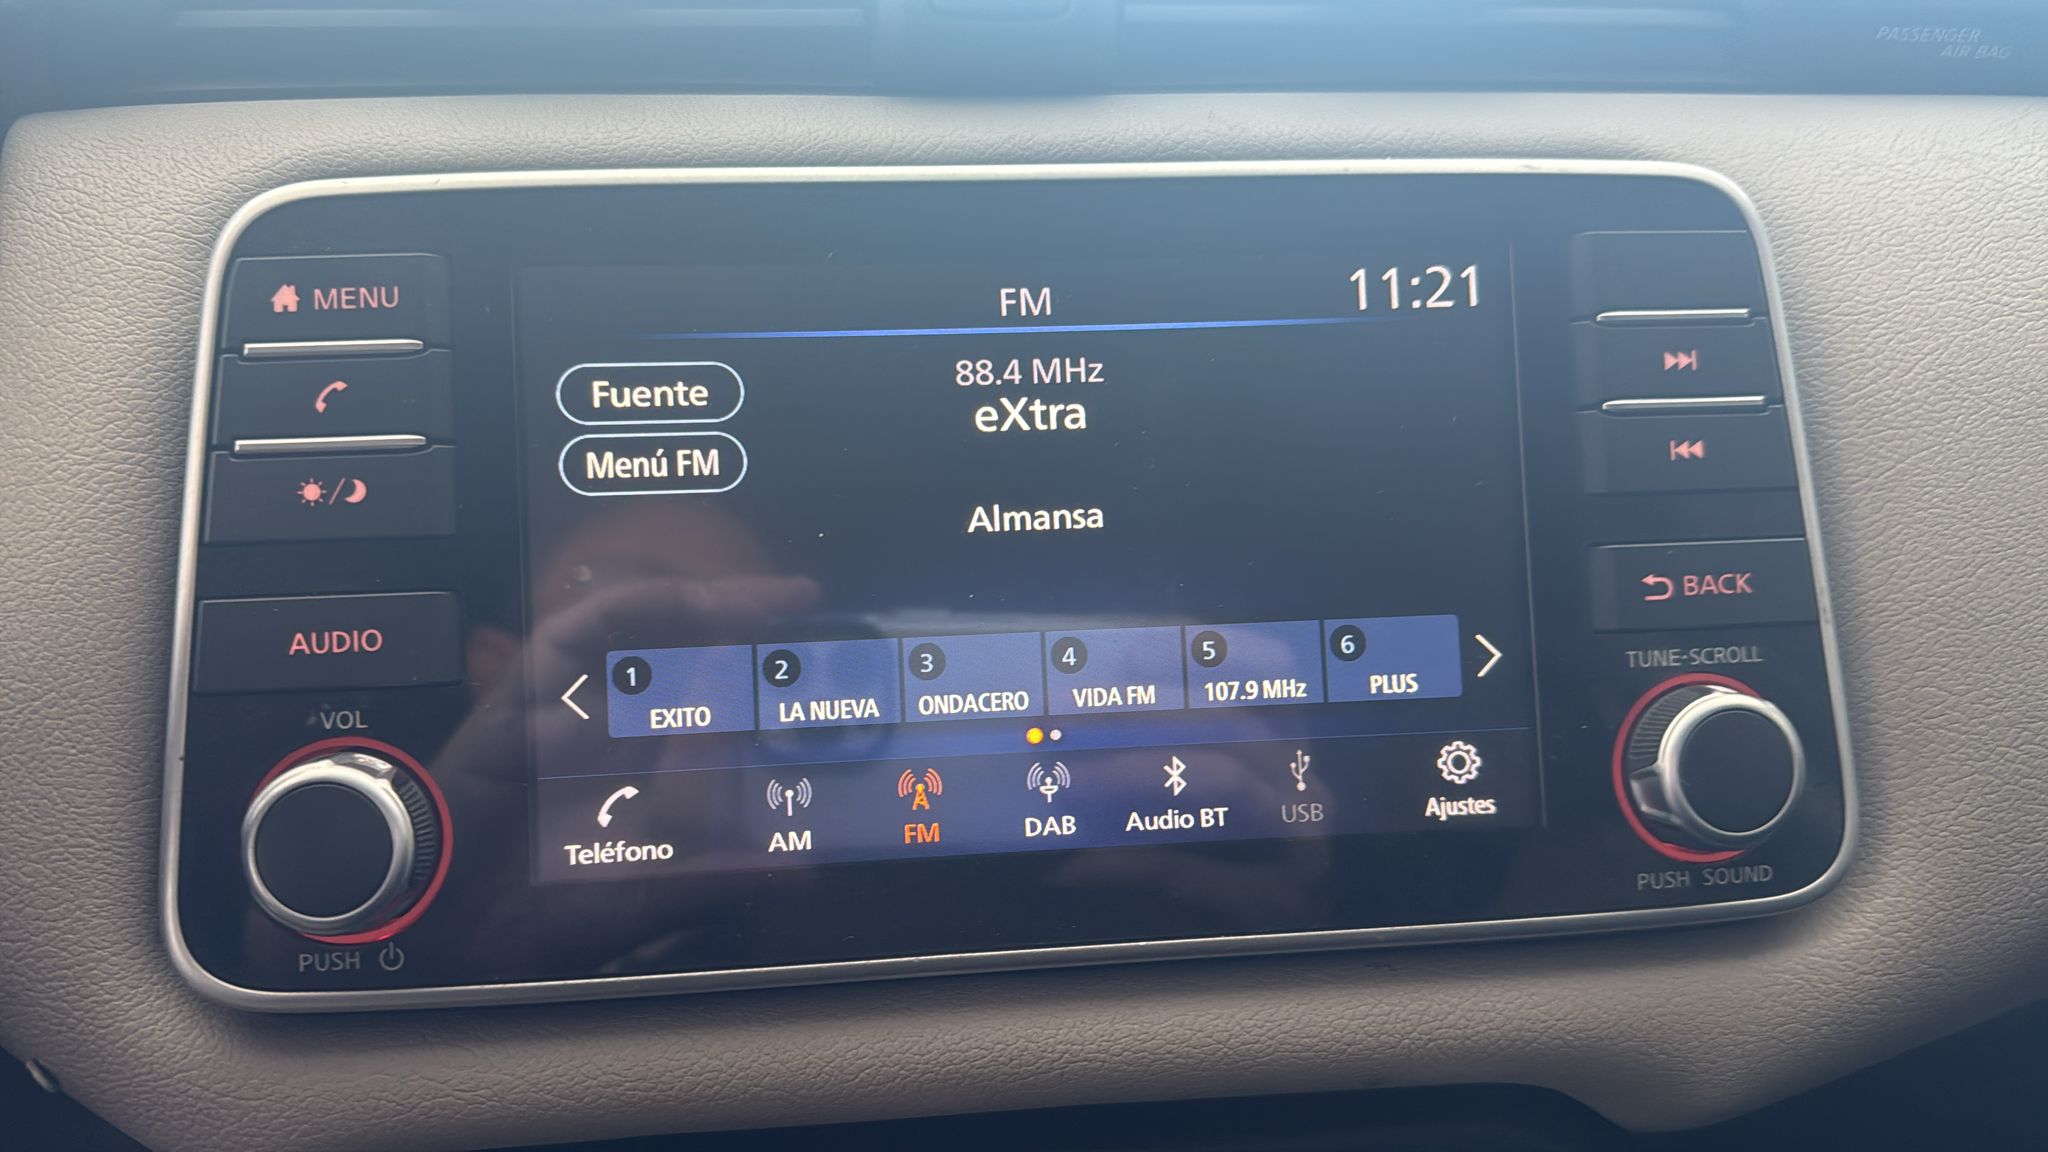 PASSENGER
AIR BAG
MENU
FM
11:21
88.4 MHz
eXtra
Fuente
Menú FM
Almansa
AUDIO
BACK
VOL
TUNE·SCROLL
1
EXITO
2
LA NUEVA
3
ONDACERO
4
VIDA FM
5
107.9 MHz
6
PLUS
Teléfono
AM
FM
DAB
Audio BT
USB
Ajustes
PUSH
PUSH SOUND